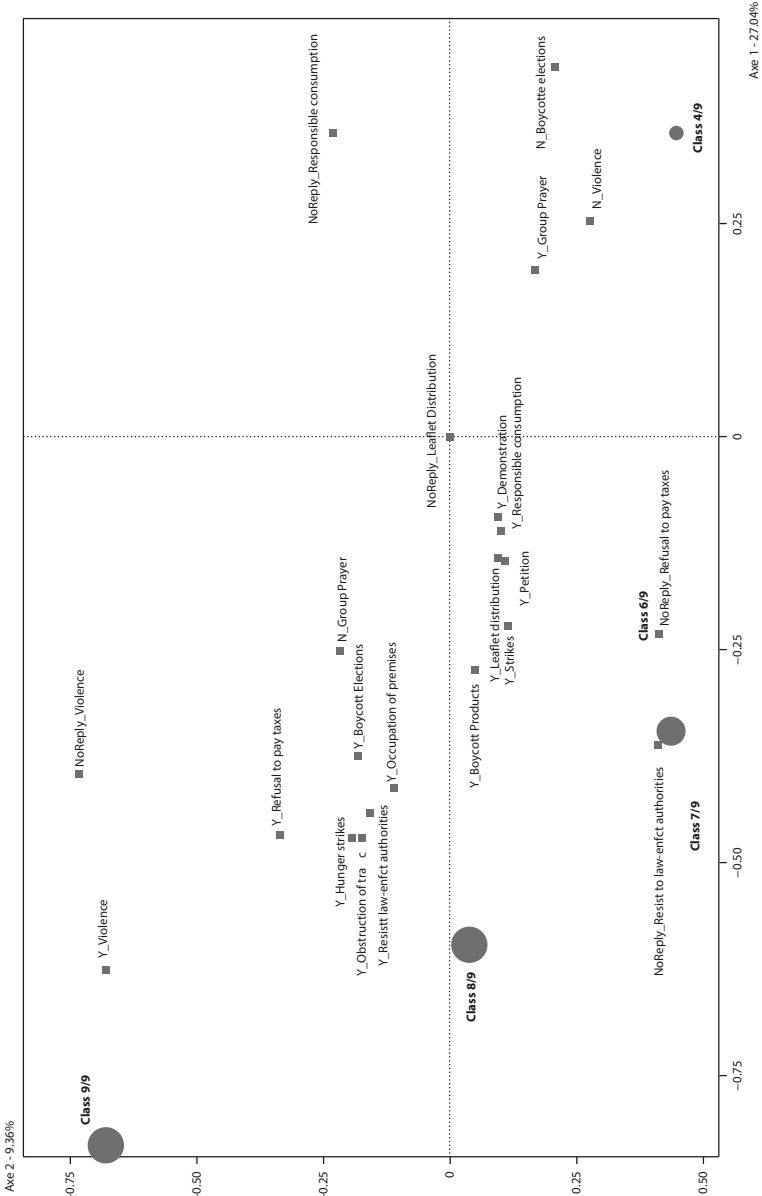 Axe 2 - 9.36%
-0.75
NoReply_Violence
Class 9/9
Y_Violence
-0.50
Y_Refusal to pay taxes
NoReply_Responsible consumption
-0.25
Y_Hunger strikes
N_Group Prayer
Y_Boycott Elections
Y_Obstruction of tra c
Y_Resistt law-enfct authorities
Y_Occupation of premises
NoReply_Leaflet Distribution
0
Class 8/9
Y_Boycott Products
Y_Leaflet distribution
Y_Demonstration
Y_Strikes
Y_Responsible consumption
Y_Petition
Y_Group Prayer
N_Boycotte elections
0.25
N_Violence
Class 6/9
NoReply_Resist to law-enfct authorities
NoReply_Refusal to pay taxes
Class 7/9
Class 4/9
0.50
-0.75
-0.50
-0.25
0
0.25
Axe 1 - 27.04%